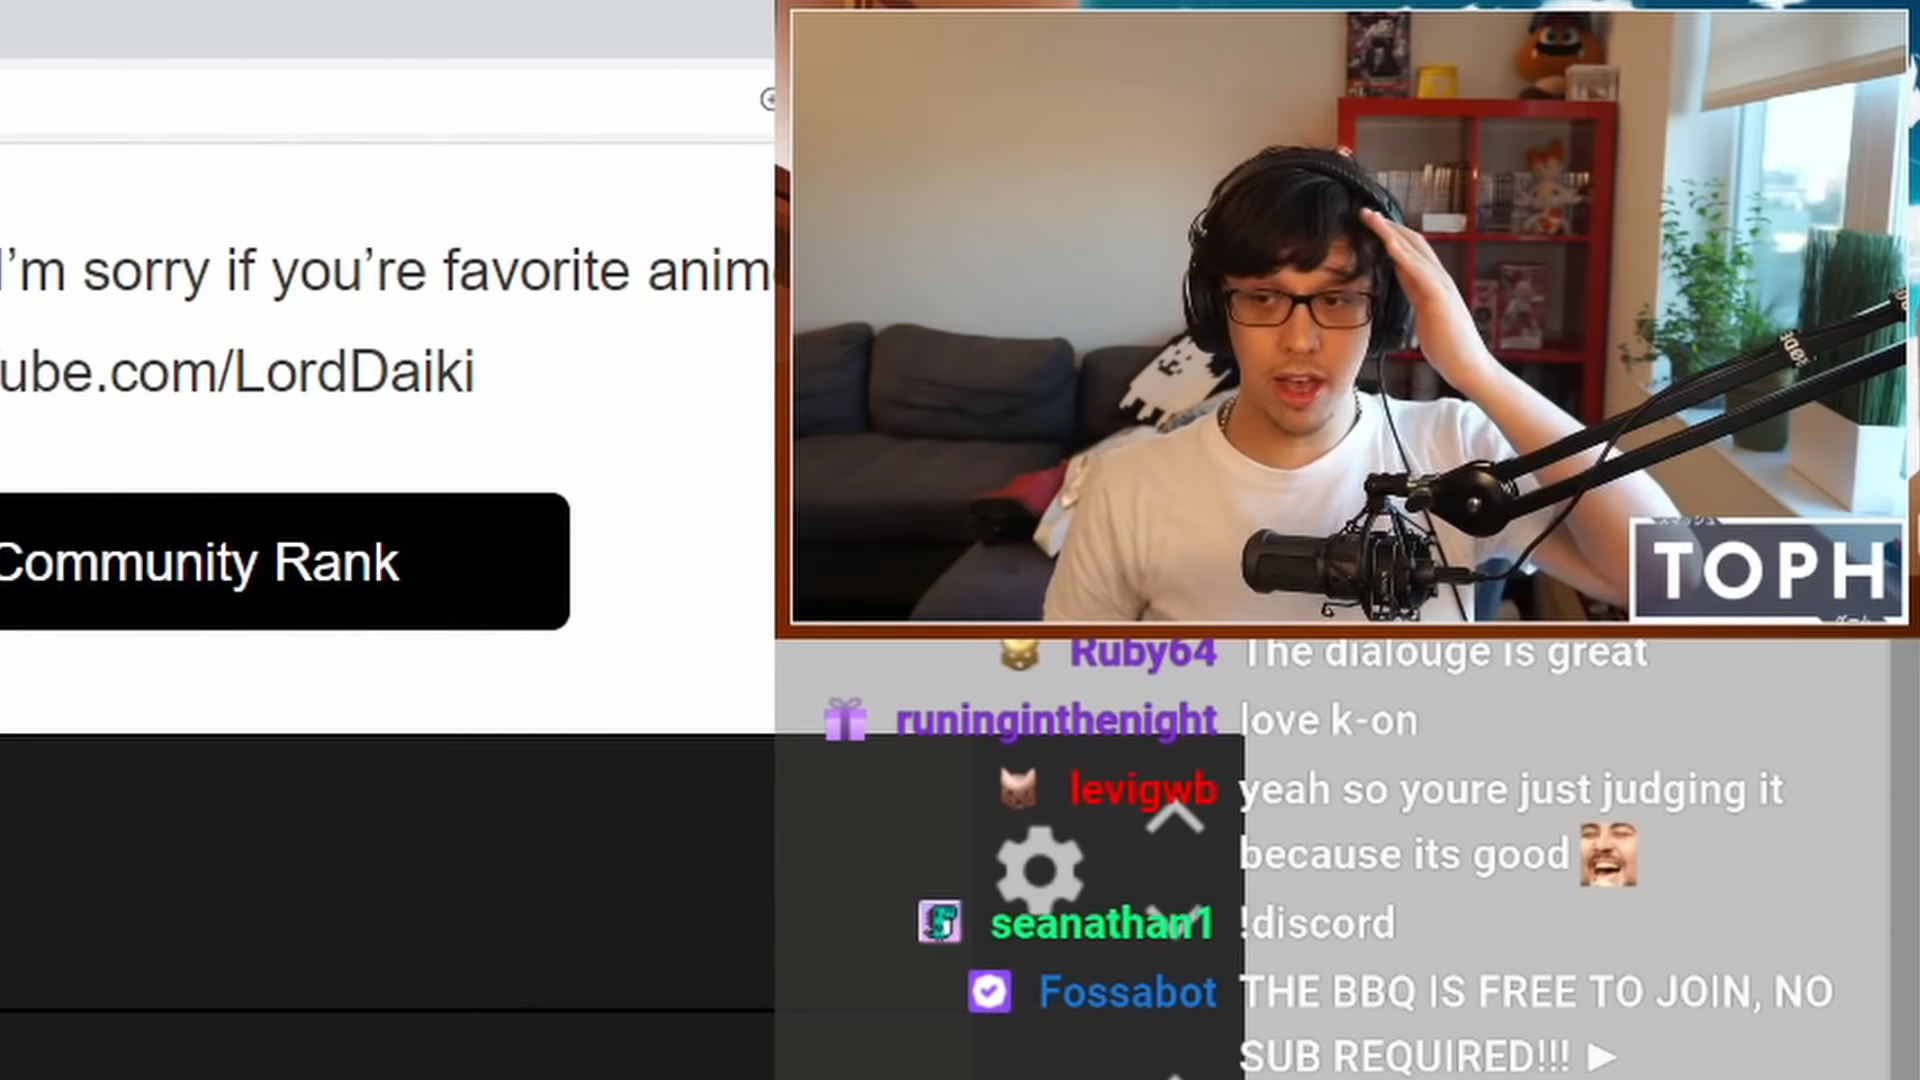 I'm sorry if you're favorite anim
ube.com/LordDaiki
Community Rank
RØDE
TOPH
Ruby64 The dialouge is great
runinginthenight love k-on
levigwb yeah so youre just judging it
because its good
seanathan1 !discord
Fossabot THE BBQ IS FREE TO JOIN, NO
SUB REQUIRED!!! ▶